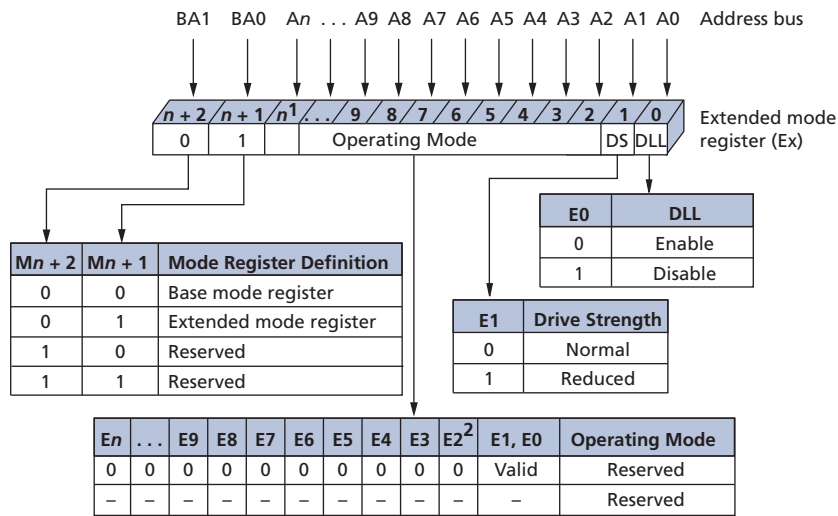 BA1 BA0 An . . . A9 A8 A7 A6 A5 A4 A3 A2 A1 A0 Address bus
n + 2 n + 1 n¹ . . . 9 8 7 6 5 4 3 2 1 0 Extended mode
0 1 Operating Mode DS DLL register (Ex)
E0 DLL
0 Enable
1 Disable
Mn + 2 Mn + 1 Mode Register Definition
0 0 Base mode register
0 1 Extended mode register
1 0 Reserved
1 1 Reserved
E1 Drive Strength
0 Normal
1 Reduced
En . . . E9 E8 E7 E6 E5 E4 E3 E2² E1, E0 Operating Mode
0 0 0 0 0 0 0 0 0 0 Valid Reserved
– – – – – – – – – – – Reserved